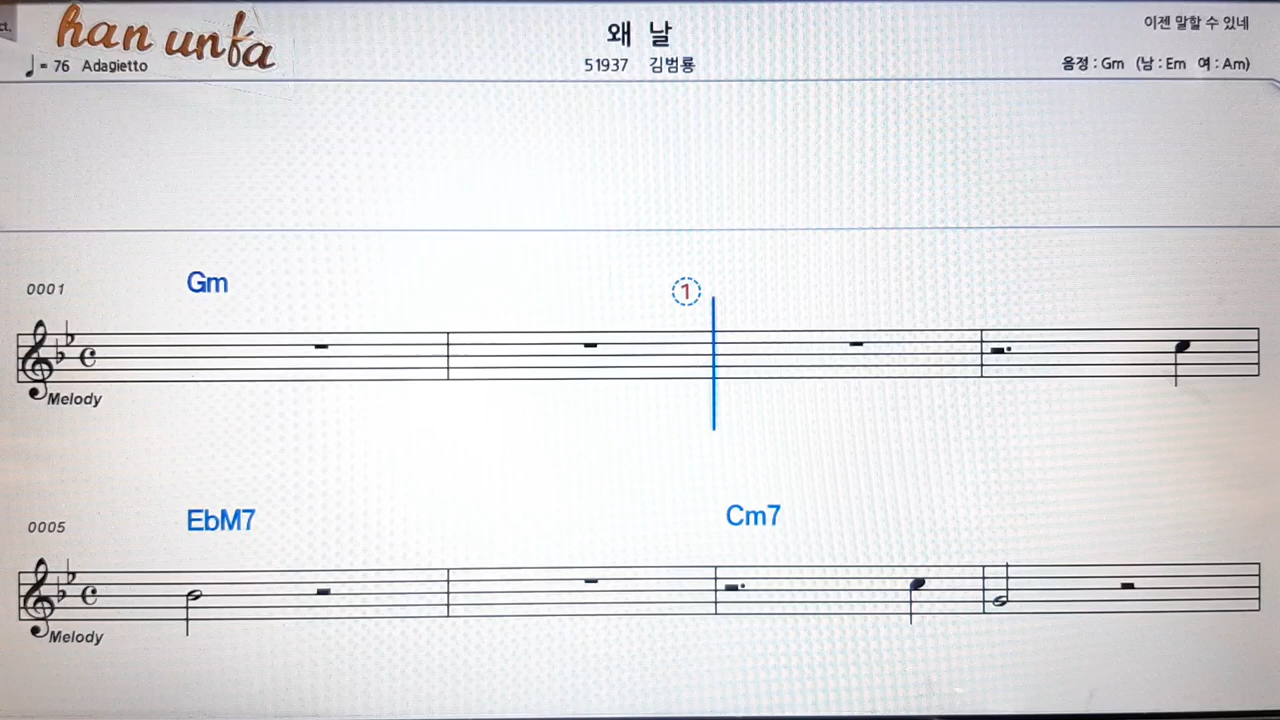 ct.
han unfa
♩= 76 Adagietto
왜 날
51937 김범룡
이젠 말할 수 있네
음정 : Gm (남 : Em 여 : Am)
0001
Gm
1
Melody
0005
EbM7
Cm7
Melody